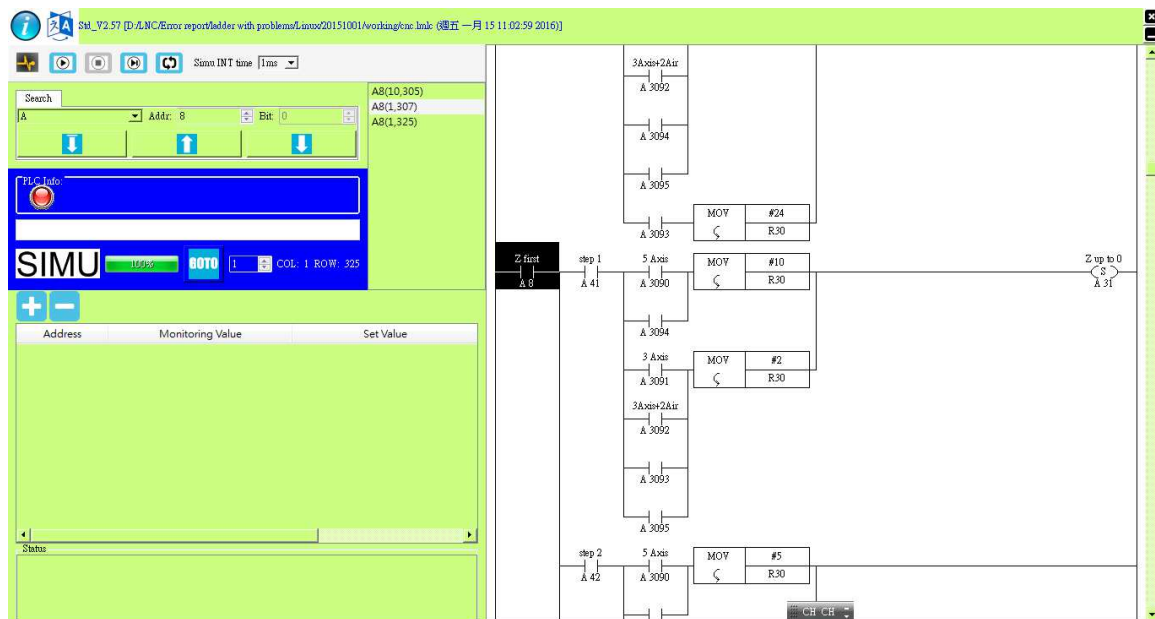 Std_V2.57 [D:/LNC/Error report/ladder with problems/Linux/20151001/working/cnc.lmlc (週五 一月 15 11:02:59 2016)]
Simu INT time 1ms
Search
A Addr: 8 Bit: 0
A8(10,305)
A8(1,307)
A8(1,325)
PLC Info:
SIMU 100% GOTO 1 COL: 1 ROW: 325
Address Monitoring Value Set Value
Status
3Axis+2Air
A 3092
A 3094
A 3095
MOV #24
A 3093 R30
Z first step 1 5 Axis MOV #10 Z up to 0
S
A 8 A 41 A 3090 R30 A 31
A 3094
3 Axis MOV #2
A 3091 R30
3Axis+2Air
A 3092
A 3093
A 3095
step 2 5 Axis MOV #5
A 42 A 3090 R30
CH CH